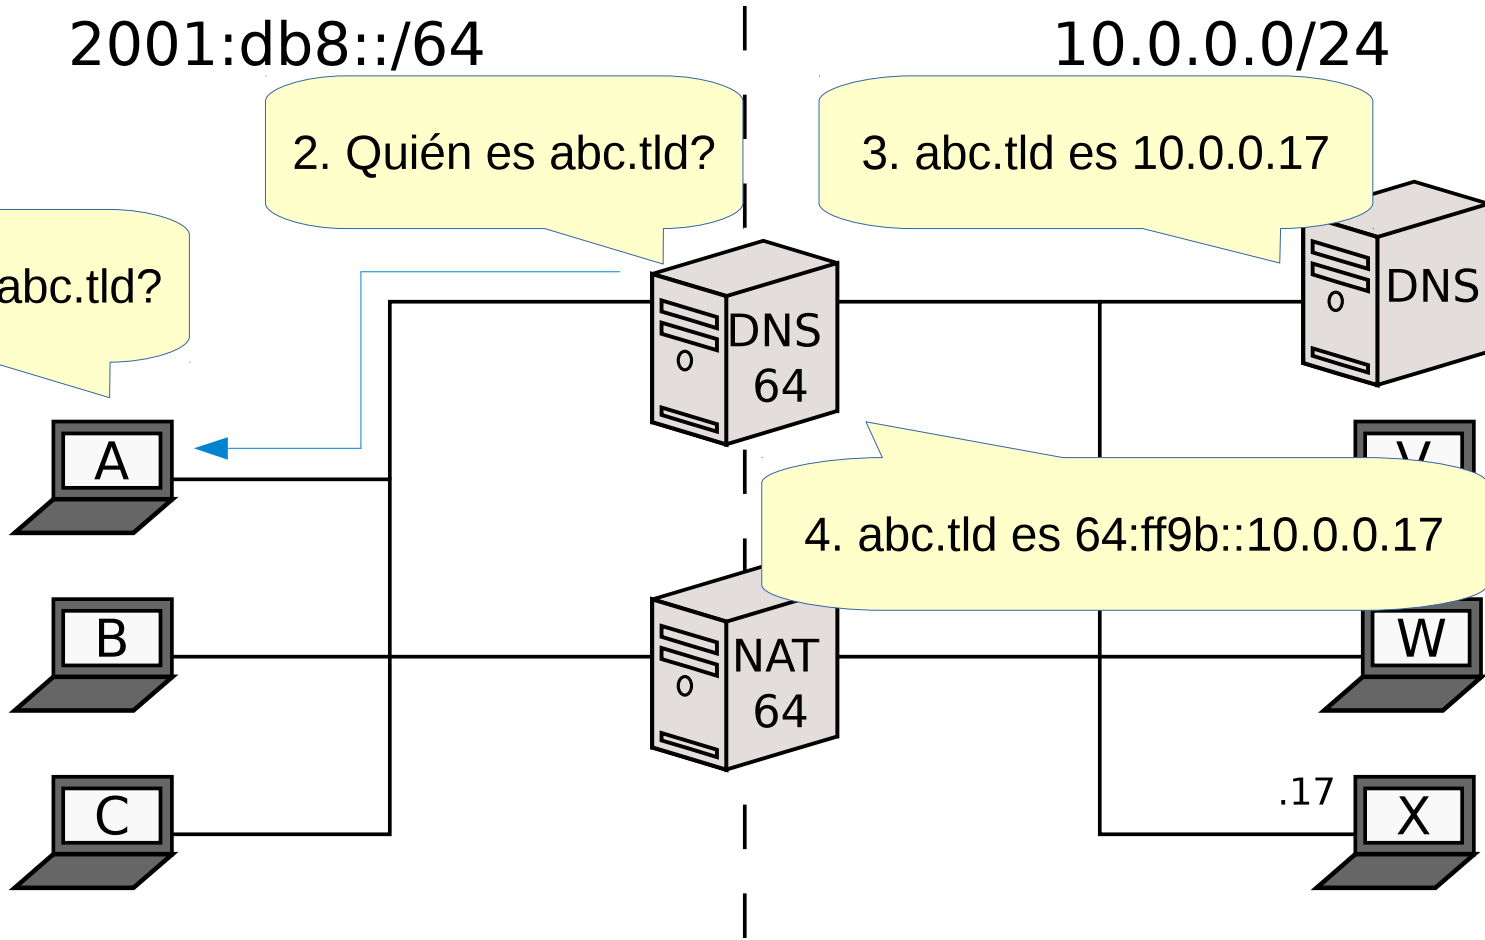 2001:db8::/64
10.0.0.0/24
2. Quién es abc.tld?
3. abc.tld es 10.0.0.17
abc.tld?
DNS
DNS
64
A
V
4. abc.tld es 64:ff9b::10.0.0.17
B
NAT
64
W
.17
C
X